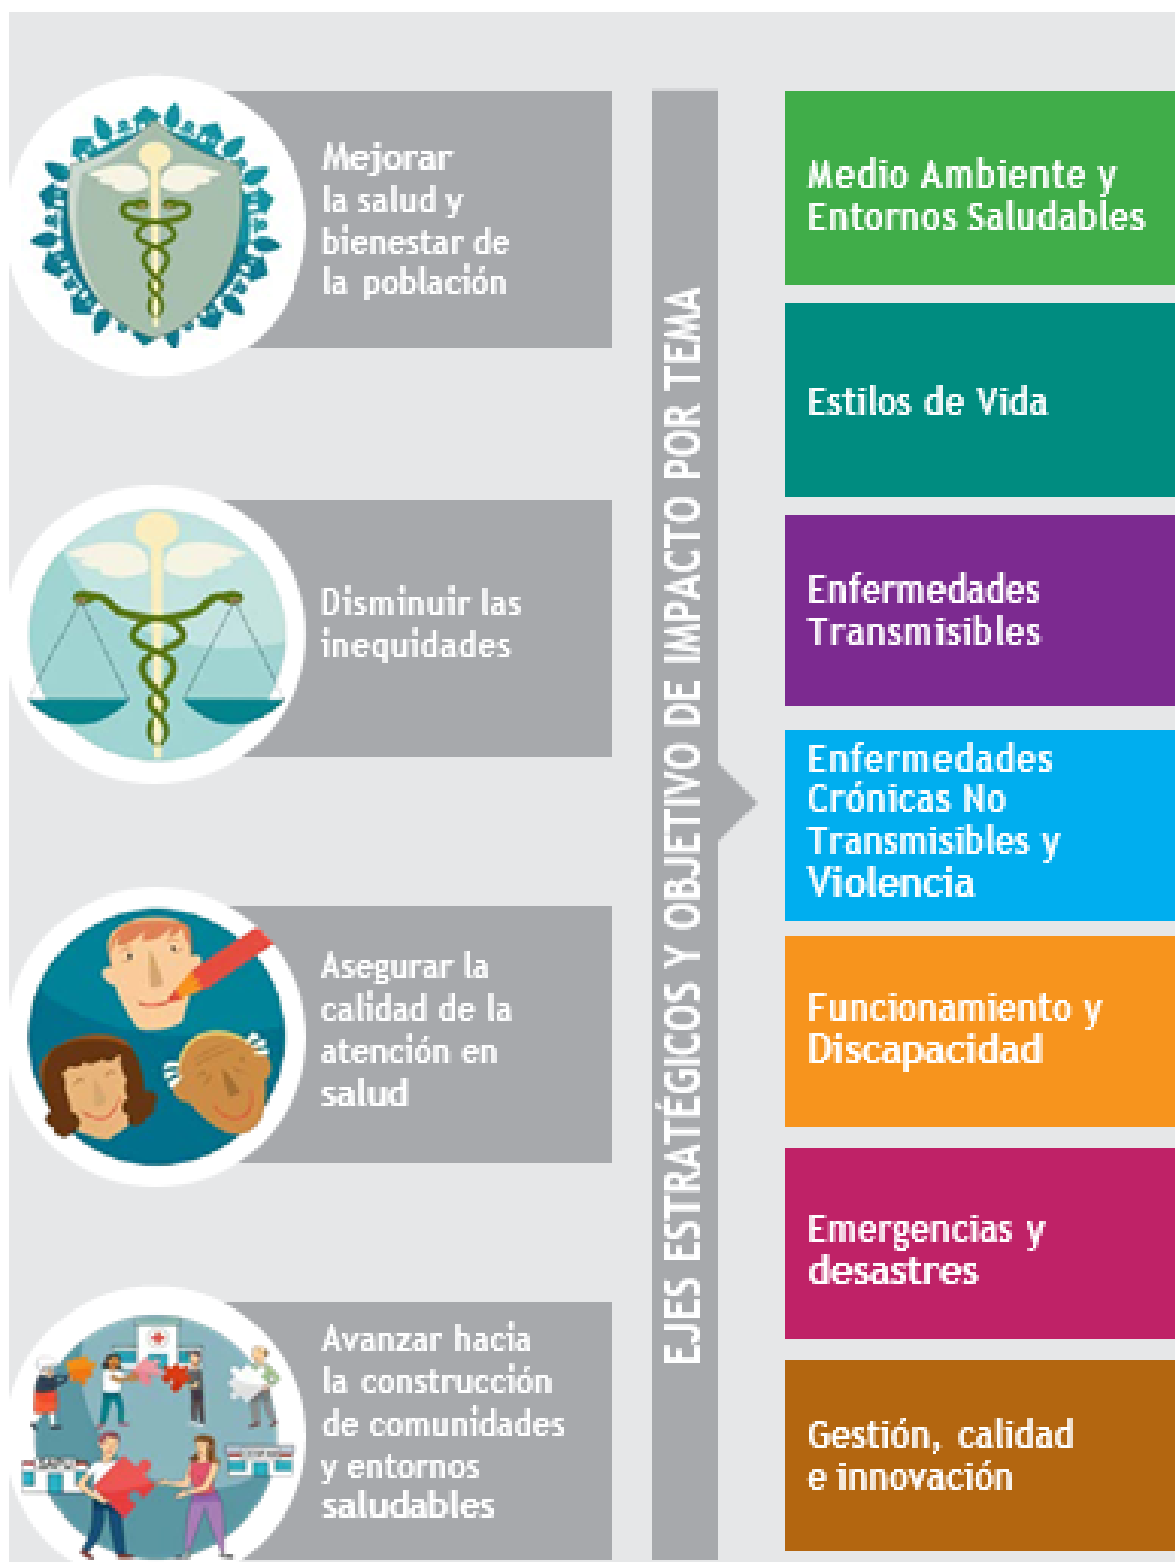 Mejorar
la salud y
bienestar de
la población
Disminuir las
inequidades
Asegurar la
calidad de la
atención en
salud
Avanzar hacia
la construcción
de comunidades
y entornos
saludables
EJES ESTRATÉGICOS Y OBJETIVO DE IMPACTO POR TEMA
Medio Ambiente y
Entornos Saludables
Estilos de Vida
Enfermedades
Transmisibles
Enfermedades
Crónicas No
Transmisibles y
Violencia
Funcionamiento y
Discapacidad
Emergencias y
desastres
Gestión, calidad
e innovación